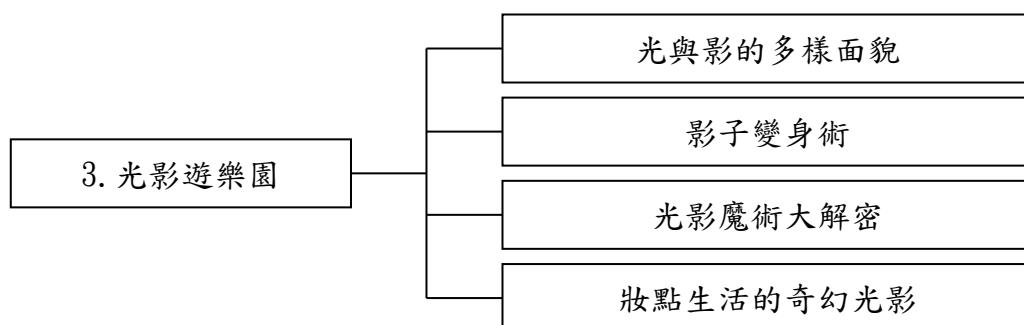 3. 光影遊樂園
光與影的多樣面貌
影子變身術
光影魔術大解密
妝點生活的奇幻光影